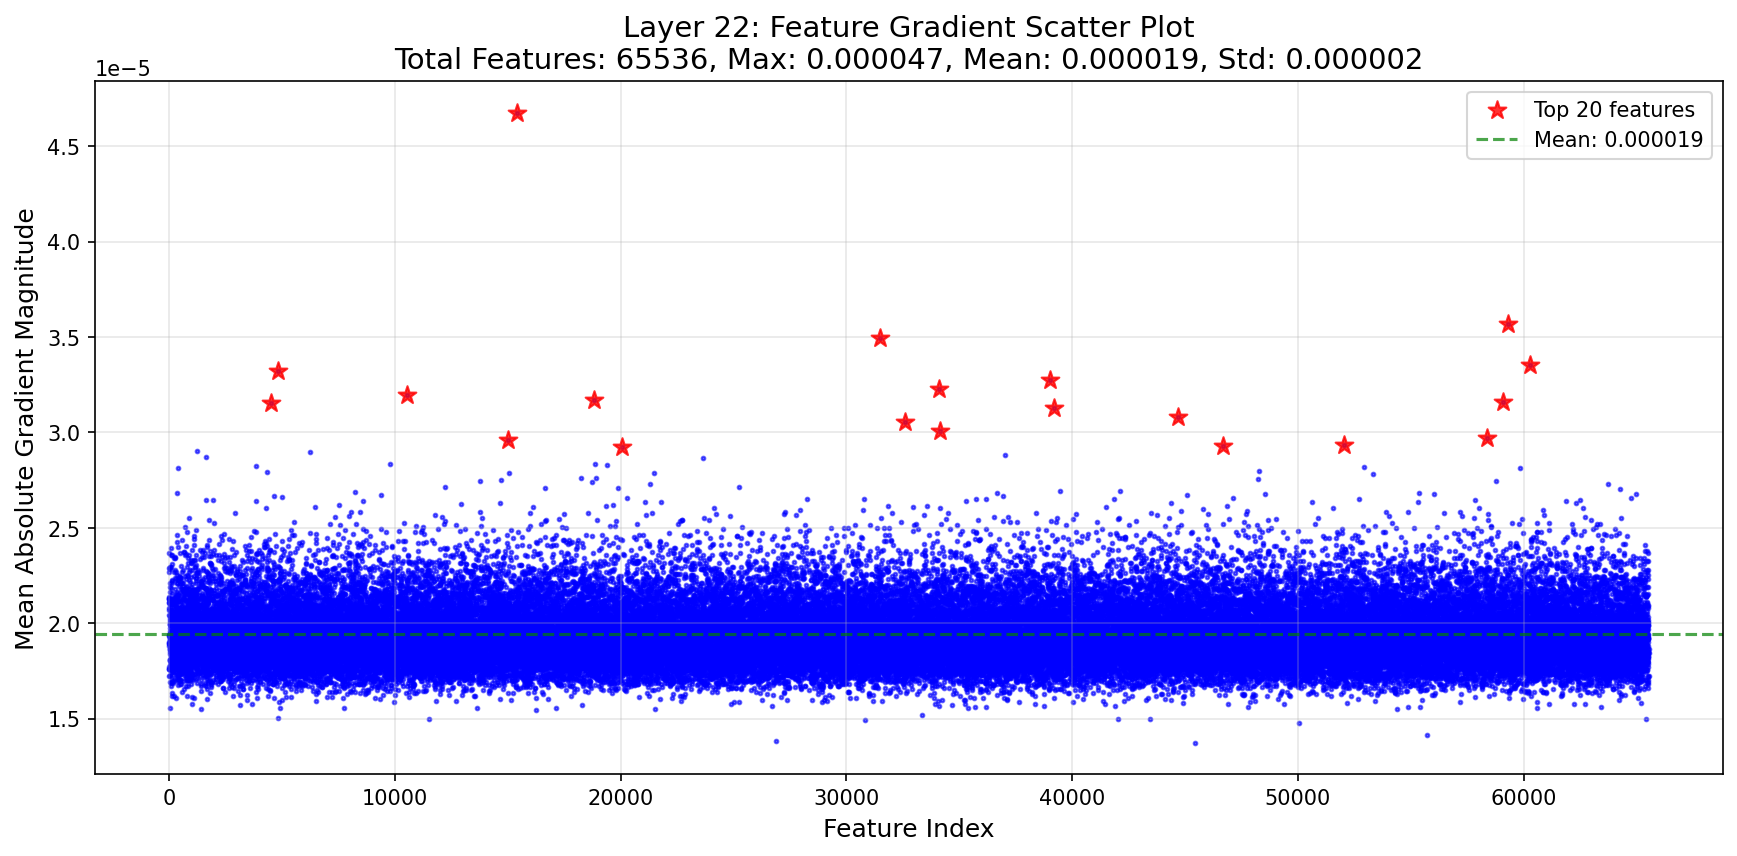 Layer 22: Feature Gradient Scatter Plot
Total Features: 65536, Max: 0.000047, Mean: 0.000019, Std: 0.000002
1e−5
Top 20 features
Mean: 0.000019
4.5
4.0
3.5
3.0
2.5
2.0
1.5
Mean Absolute Gradient Magnitude
0
10000
20000
30000
40000
50000
60000
Feature Index